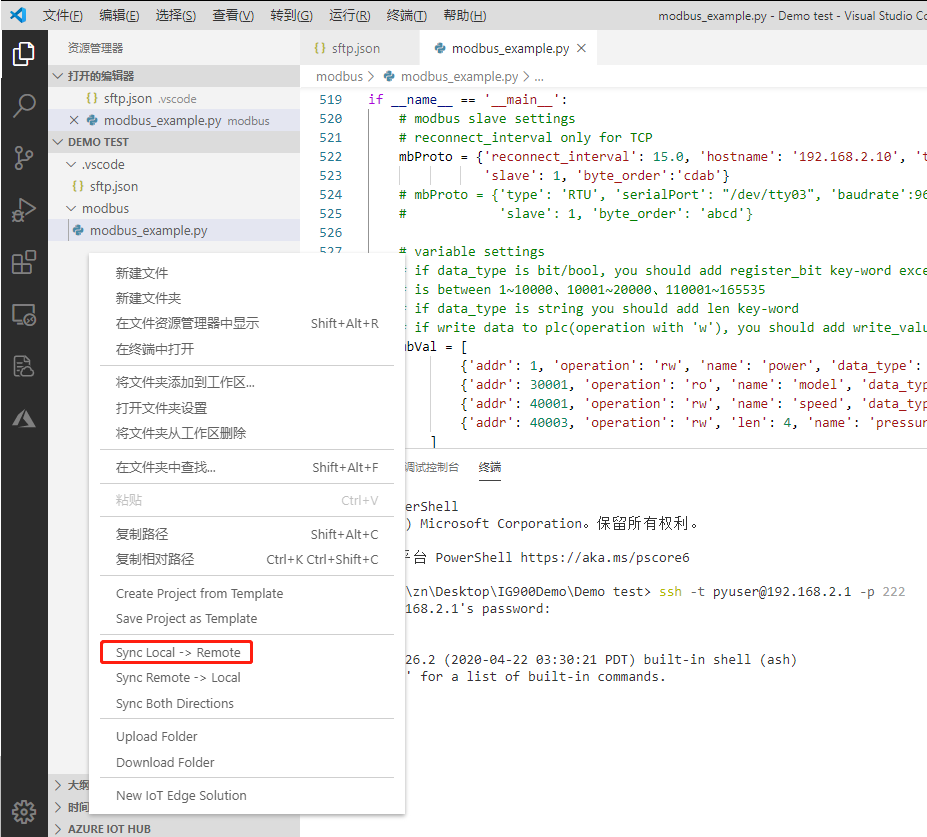 文件(F) 编辑(E) 选择(S) 查看(V) 转到(G) 运行(R) 终端(T) 帮助(H) modbus_example.py - Demo test - Visual Studio Co
资源管理器
打开的编辑器
{} sftp.json .vscode
modbus_example.py modbus
DEMO TEST
.vscode
{} sftp.json
modbus
modbus_example.py
新建文件
新建文件夹
在文件资源管理器中显示 Shift+Alt+R
在终端中打开
将文件夹添加到工作区...
打开文件夹设置
将文件夹从工作区删除
在文件夹中查找... Shift+Alt+F
粘贴 Ctrl+V
复制路径 Shift+Alt+C
复制相对路径 Ctrl+K Ctrl+Shift+C
Create Project from Template
Save Project as Template
Sync Local -> Remote
Sync Remote -> Local
Sync Both Directions
Upload Folder
Download Folder
New IoT Edge Solution
大纲
时间
AZURE IOT HUB
{} sftp.json
modbus_example.py
modbus > modbus_example.py > ...
519 if __name__ == '__main__':
520 # modbus slave settings
521 # reconnect_interval only for TCP
522 mbProto = {'reconnect_interval': 15.0, 'hostname': '192.168.2.10', 't
523 'slave': 1, 'byte_order':'cdab'}
524 # mbProto = {'type': 'RTU', 'serialPort': "/dev/tty03", 'baudrate':96
525 # 'slave': 1, 'byte_order': 'abcd'}
526
527 # variable settings
if data_type is bit/bool, you should add register_bit key-word exce
is between 1~10000、10001~20000、110001~165535
if data_type is string you should add len key-word
if write data to plc(operation with 'w'), you should add write_valu
bVal = [
{'addr': 1, 'operation': 'rw', 'name': 'power', 'data_type':
{'addr': 30001, 'operation': 'ro', 'name': 'model', 'data_typ
{'addr': 40001, 'operation': 'rw', 'name': 'speed', 'data_typ
{'addr': 40003, 'operation': 'rw', 'len': 4, 'name': 'pressur
]
调试控制台 终端
erShell
) Microsoft Corporation。保留所有权利。
平台 PowerShell https://aka.ms/pscore6
\zn\Desktop\IG900Demo\Demo test> ssh -t pyuser@192.168.2.1 -p 222
168.2.1's password:
26.2 (2020-04-22 03:30:21 PDT) built-in shell (ash)
' for a list of built-in commands.